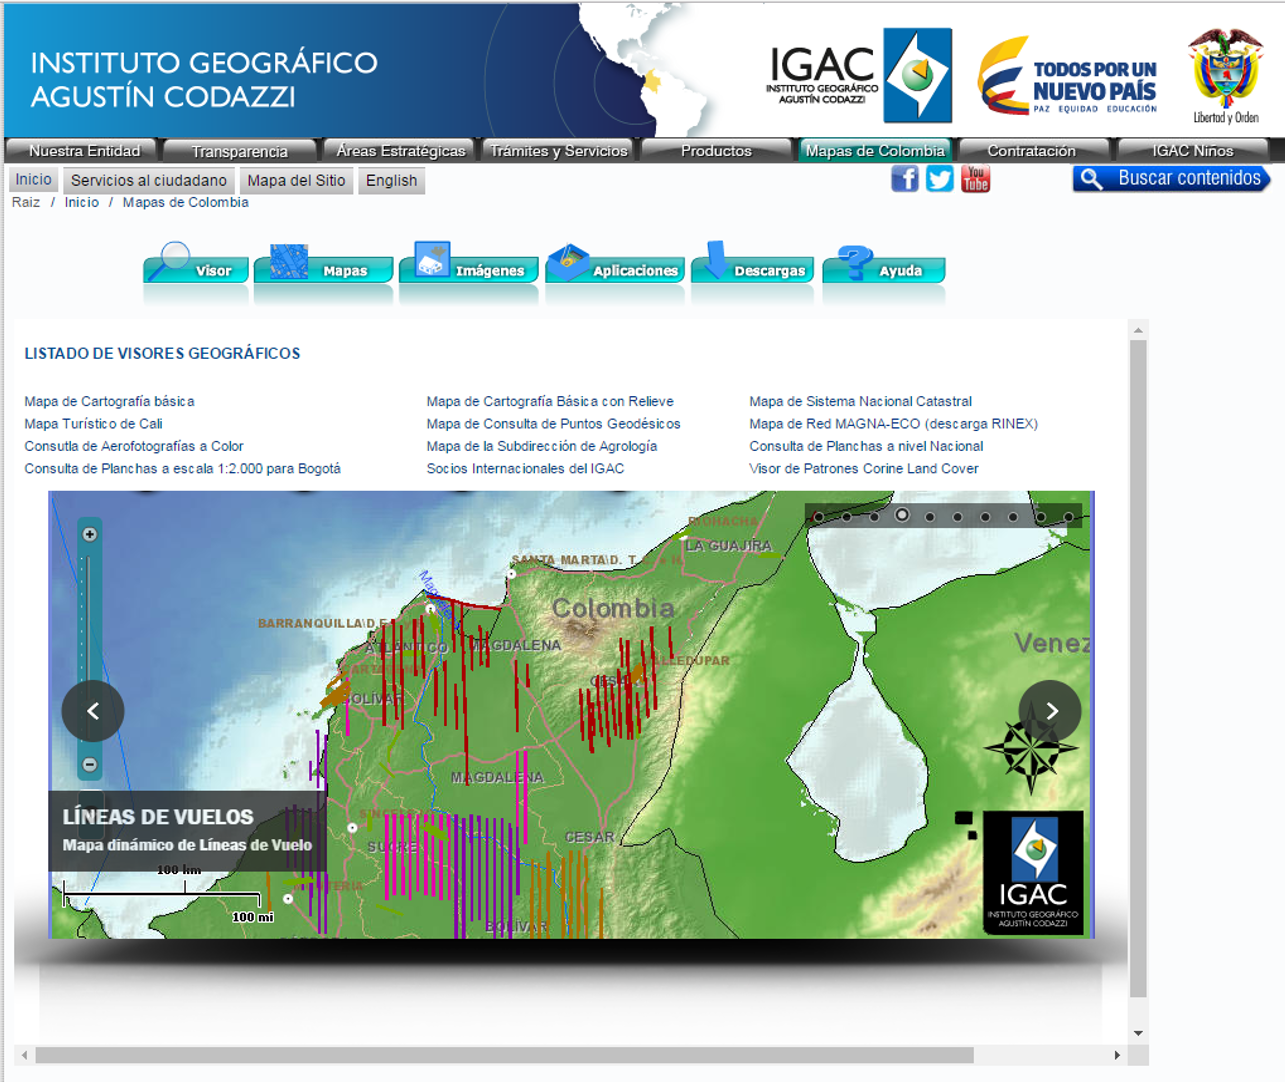 INSTITUTO GEOGRÁFICO
AGUSTÍN CODAZZI
IGAC
INSTITUTO GEOGRÁFICO
AGUSTÍN CODAZZI
TODOS POR UN
NUEVO PAÍS
PAZ EQUIDAD EDUCACIÓN
Libertad y Orden
Nuestra Entidad Transparencia Áreas Estratégicas Trámites y Servicios Productos Mapas de Colombia Contratación IGAC Niños
Inicio Servicios al ciudadano Mapa del Sitio English
You Tube
Buscar contenidos
Raiz / Inicio / Mapas de Colombia
Visor Mapas Imágenes Aplicaciones Descargas Ayuda
LISTADO DE VISORES GEOGRÁFICOS
Mapa de Cartografía básica Mapa de Cartografía Básica con Relieve Mapa de Sistema Nacional Catastral
Mapa Turístico de Cali Mapa de Consulta de Puntos Geodésicos Mapa de Red MAGNA-ECO (descarga RINEX)
Consutla de Aerofotografías a Color Mapa de la Subdirección de Agrología Consulta de Planchas a nivel Nacional
Consulta de Planchas a escala 1:2.000 para Bogotá Socios Internacionales del IGAC Visor de Patrones Corine Land Cover
RIOHACHA
LA GUAJIRA
SANTA MARTA\D. T.
Colombia
BARRANQUILLA\D.E
ATLÁNTICO
MAGDALENA
Venez
VALLEDUPAR
BOLÍVAR
MAGDALENA
LÍNEAS DE VUELOS
Mapa dinámico de Líneas de Vuelo
SUCRE
CESAR
100 km
100 mi
BOLÍVAR
IGAC
INSTITUTO GEOGRÁFICO
AGUSTÍN CODAZZI